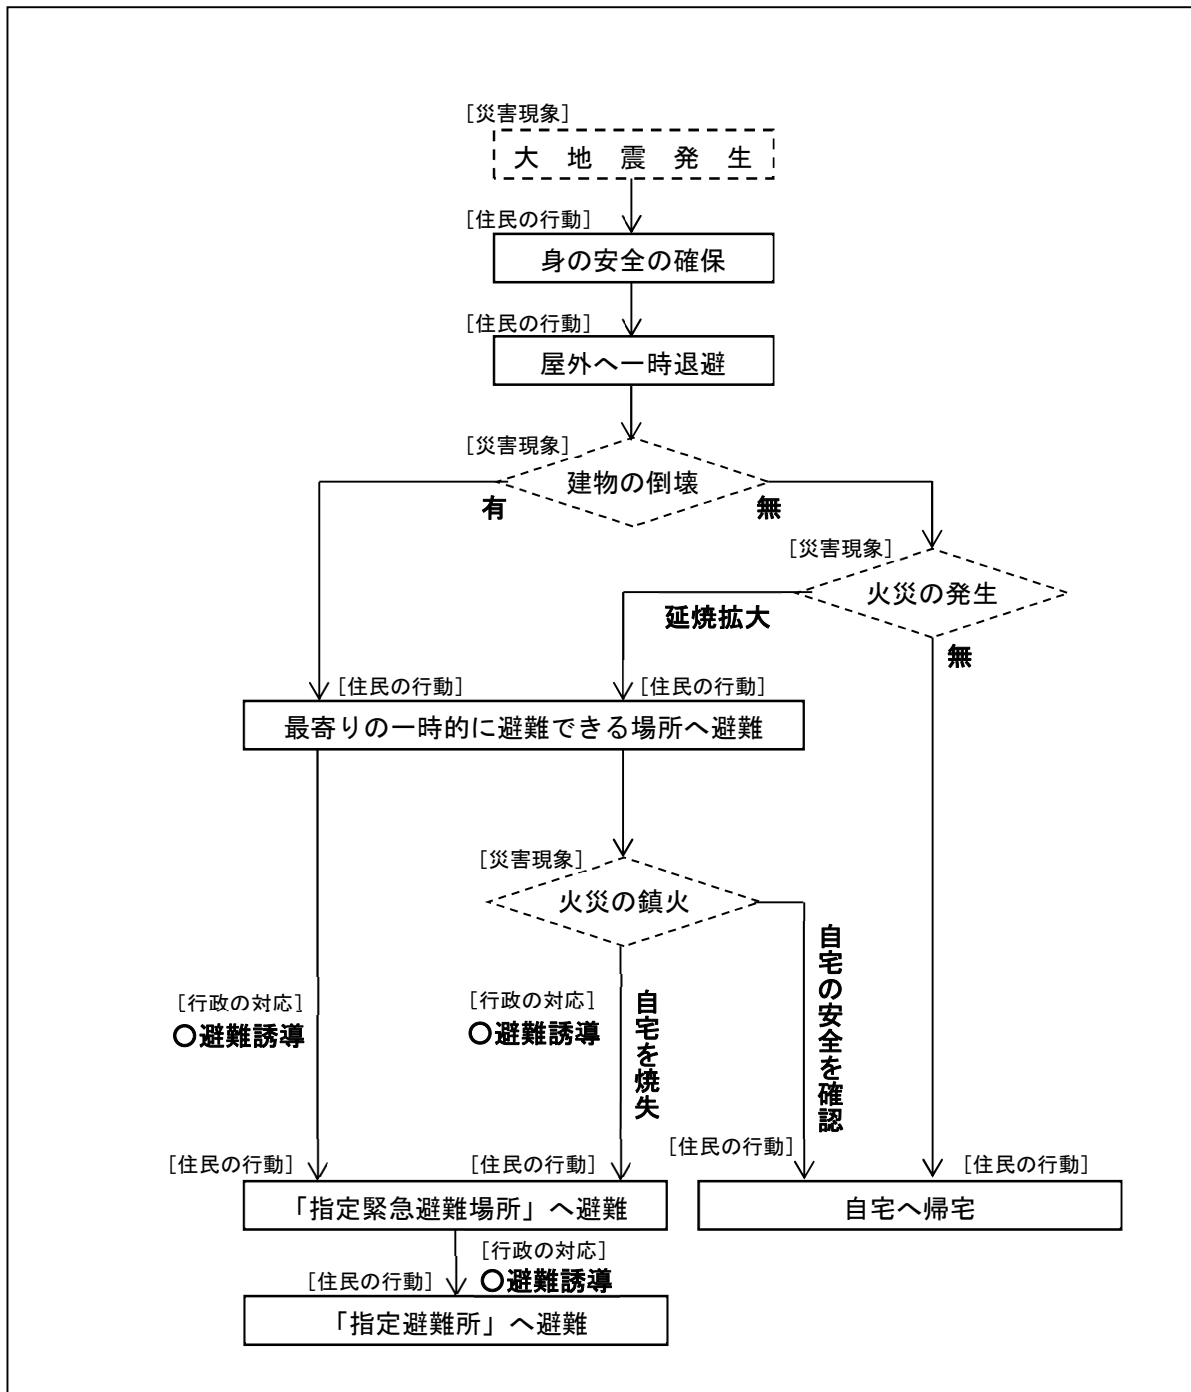 [災害現象]
大地震発生
[住民の行動]
身の安全の確保
[住民の行動]
屋外へ一時退避
[災害現象]
建物の倒壊
有
無
[災害現象]
火災の発生
延焼拡大
無
[住民の行動]
[住民の行動]
最寄りの一時的に避難できる場所へ避難
[災害現象]
火災の鎮火
自宅の安全を確認
[行政の対応]
○避難誘導
[行政の対応]
○避難誘導
自宅を焼失
[住民の行動]
[住民の行動]
[住民の行動]
[住民の行動]
「指定緊急避難場所」へ避難
自宅へ帰宅
[行政の対応]
○避難誘導
[住民の行動]
「指定避難所」へ避難